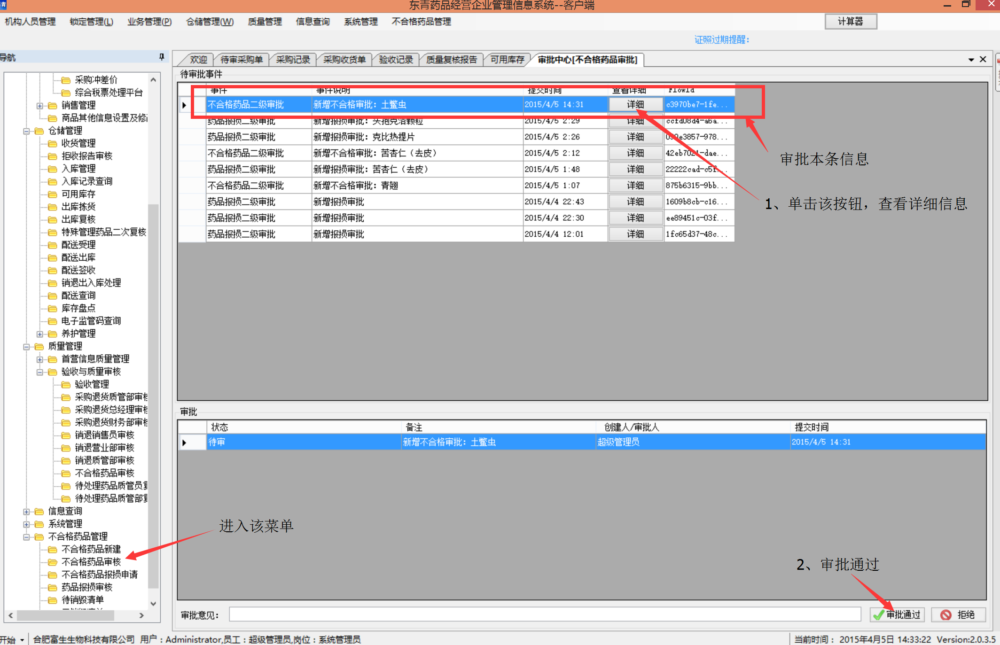 东青药品经营企业管理信息系统--客户端
机构人员管理 锁定管理(L) 业务管理(P) 仓储管理(W) 质量管理 信息查询 系统管理 不合格药品管理 计算器
证照过期提醒：
导航
采购冲差价
综合税票处理平台
销售管理
商品其他信息设置及修
仓储管理
收货管理
拒收报告审核
入库管理
入库记录查询
可用库存
出库拣货
出库复核
特殊管理药品二次复核
配送受理
配送出库
配送签收
销退出入库处理
配送查询
库存盘点
电子监管码查询
养护管理
质量管理
首营信息质量管理
验收与质量审核
验收管理
采购退货质管部审核
采购退货总经理审核
采购退货财务部审核
销退销售员审核
销退营业部审核
销退质管部审核
不合格药品审核
待处理药品质管员复
待处理药品质管部复
信息查询
系统管理
不合格药品管理
不合格药品新建
不合格药品审核
不合格药品报损申请
药品报损审核
待销毁清单
欢迎 待审采购单 采购记录 采购收货单 验收记录 质量复核报告 可用库存 审批中心[不合格药品审批]
待审批事件
事件 事件说明 提交时间 查看详细 FlowId
不合格药品二级审批 新增不合格审批：土鳖虫 2015/4/5 14:31 详细 c3970be7-1fe...
药品报损二级审批 新增报损审批：头孢克洛颗粒 2015/4/5 2:29 详细 ccfd08d4-a6a...
药品报损二级审批 新增报损审批：克比热提片 2015/4/5 2:26 详细 090e3857-978...
不合格药品二级审批 新增不合格审批：苦杏仁（去皮） 2015/4/5 2:12 详细 42eb7021-dae...
药品报损二级审批 新增报损审批：苦杏仁（去皮） 2015/4/5 1:48 详细 22222cad-c5f...
不合格药品二级审批 新增不合格审批：青翘 2015/4/5 1:07 详细 875b6315-9bb...
药品报损二级审批 新增报损审批 2015/4/4 22:43 详细 1609b8cb-c16...
药品报损二级审批 新增报损审批 2015/4/4 22:30 详细 ee89451c-03f...
药品报损二级审批 新增报损审批 2015/4/4 12:01 详细 1fc65d37-48c...
审批本条信息
1、单击该按钮，查看详细信息
审批
状态 备注 创建人/审批人 提交时间
待审 新增不合格审批：土鳖虫 超级管理员 2015/4/5 14:31
进入该菜单
2、审批通过
审批意见： 审批通过 拒绝
开始 合肥富生生物科技有限公司 用户：Administrator,员工：超级管理员,岗位：系统管理员 当前时间： 2015年4月5日 14:33:22 Version:2.0.3.5